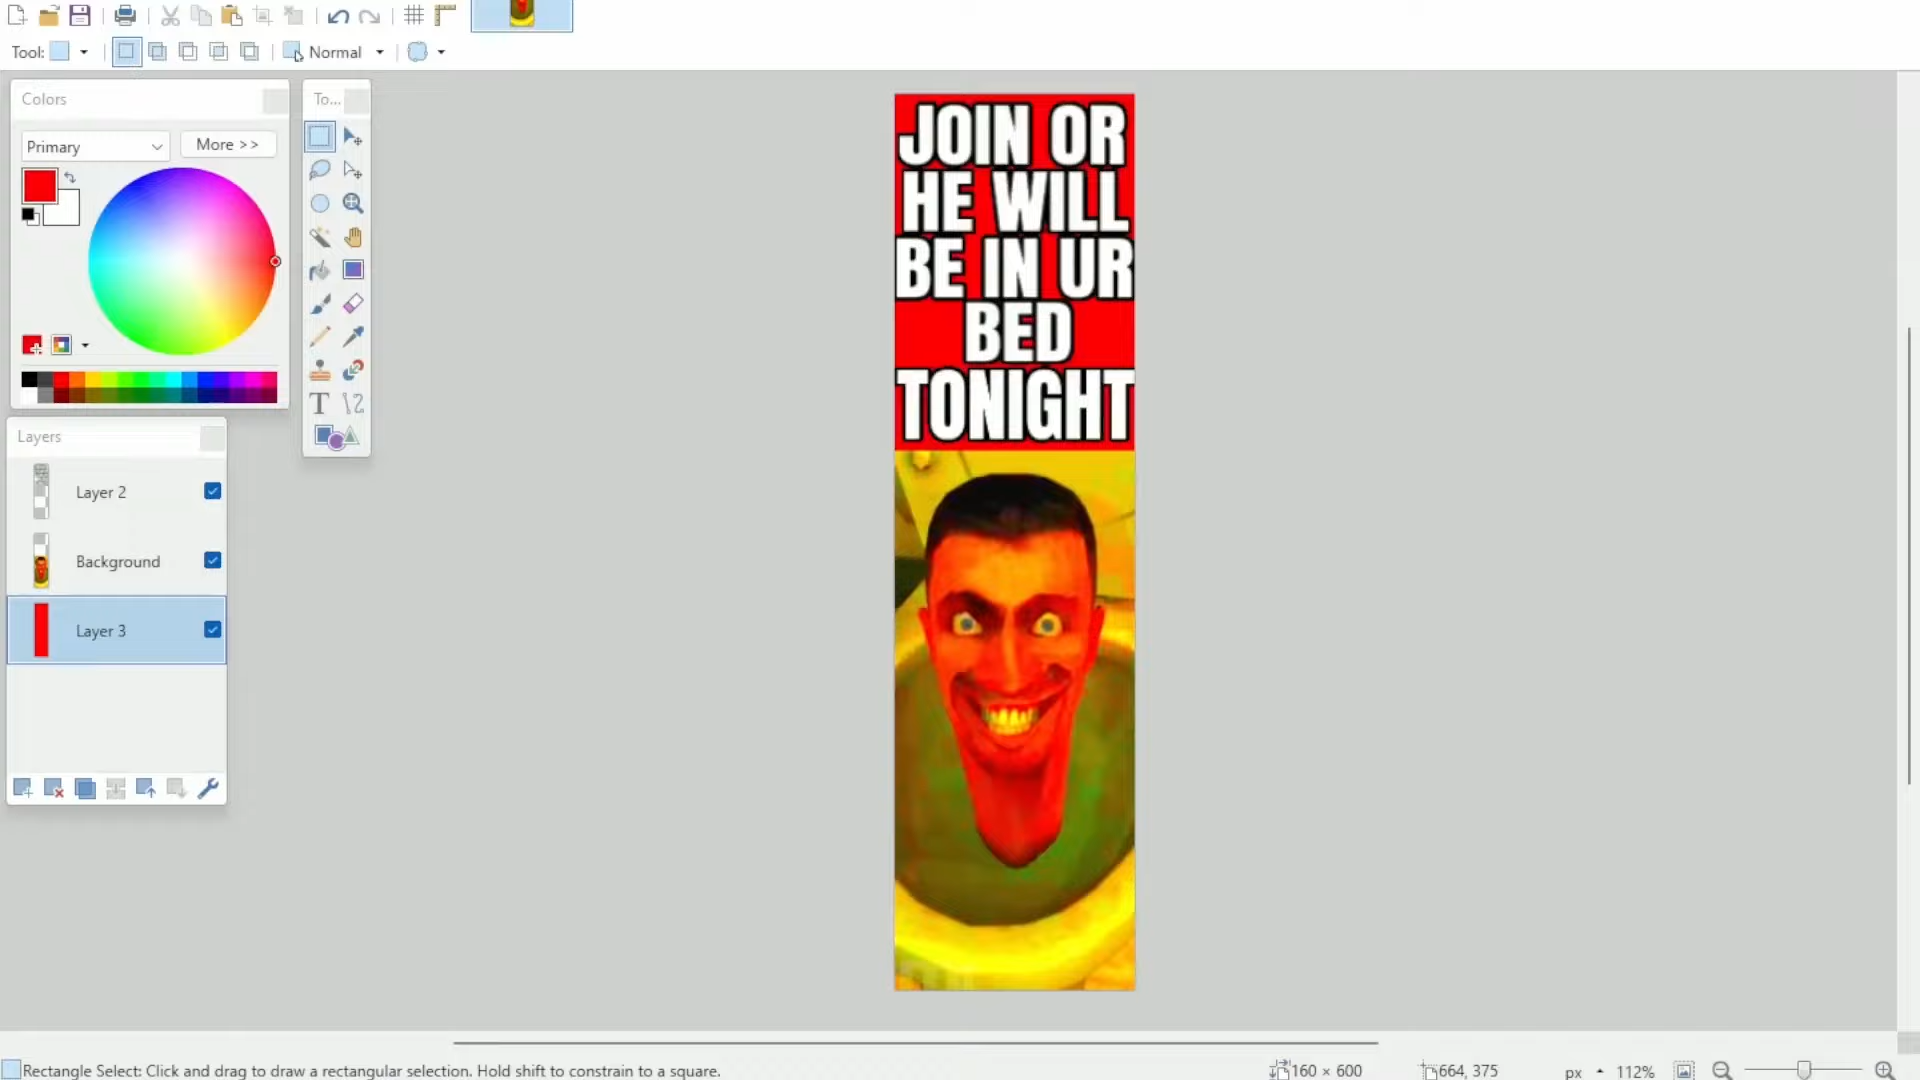 Tool:
Normal
Colors
To...
Primary
More >>
Layers
Layer 2
Background
Layer 3
JOIN OR
HE WILL
BE IN UR
BED
TONIGHT
Rectangle Select: Click and drag to draw a rectangular selection. Hold shift to constrain to a square.
160 × 600
664, 375
px
112%